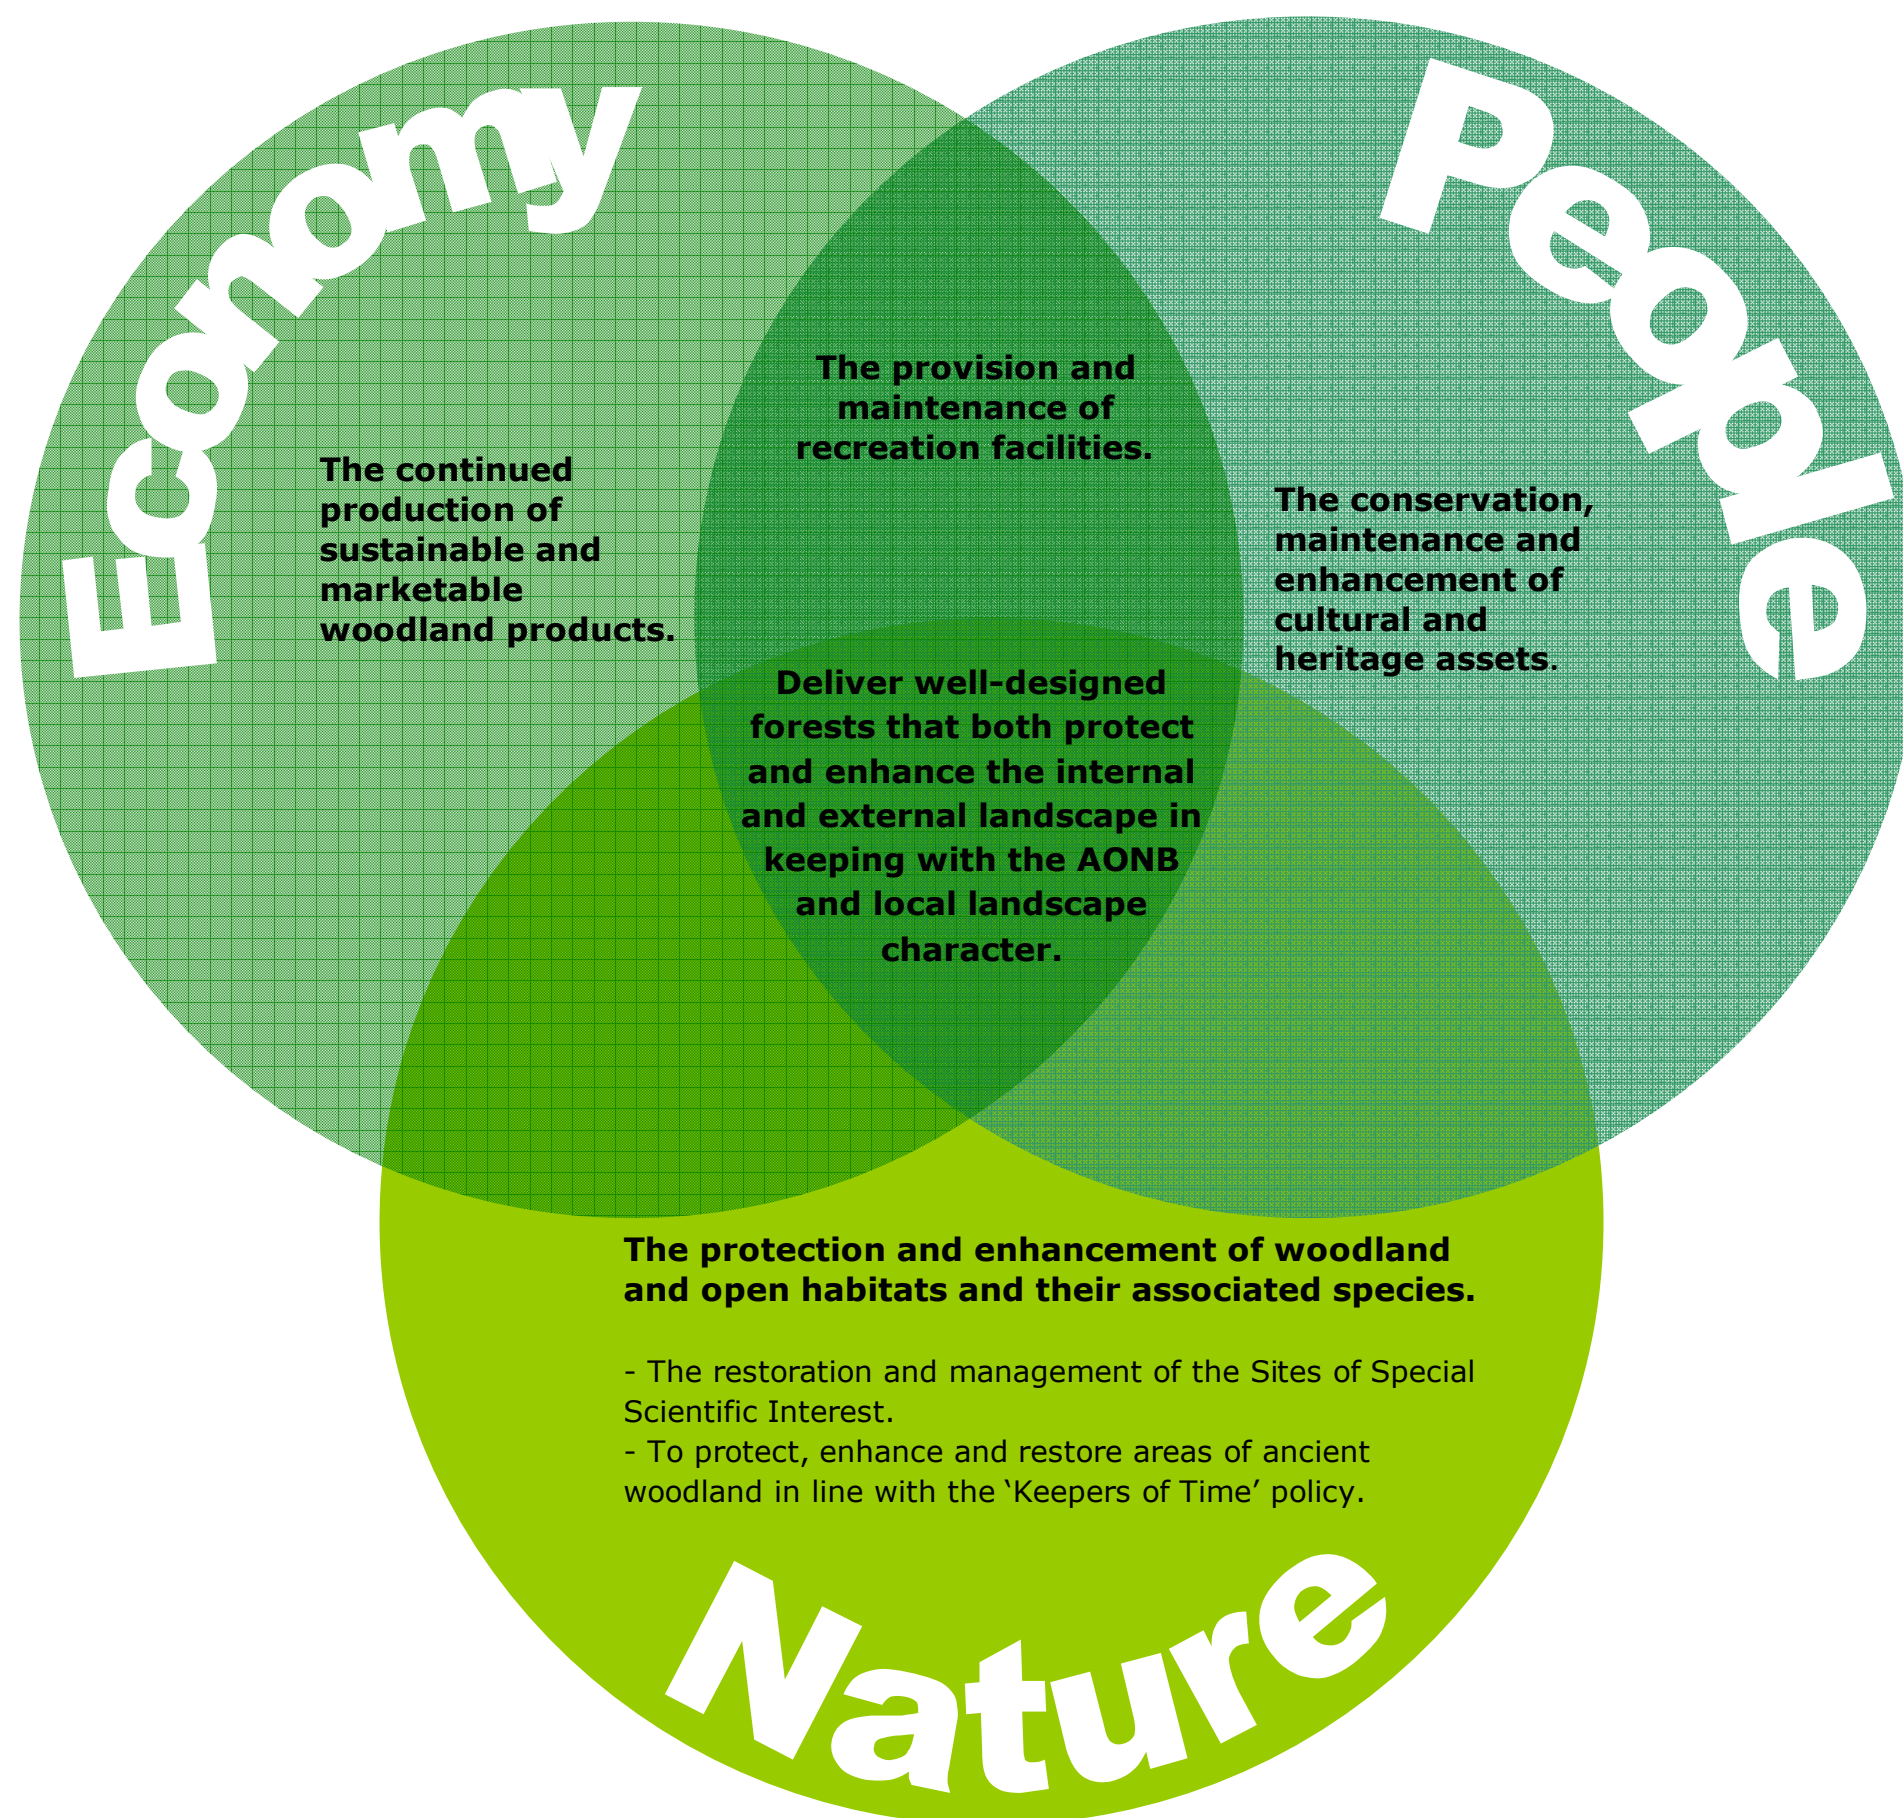 Economy
People
The provision and
maintenance of
recreation facilities.
The continued
production of
sustainable and
marketable
woodland products.
The conservation,
maintenance and
enhancement of
cultural and
heritage assets.
Deliver well-designed
forests that both protect
and enhance the internal
and external landscape in
keeping with the AONB
and local landscape
character.
The protection and enhancement of woodland
and open habitats and their associated species.
- The restoration and management of the Sites of Special
Scientific Interest.
- To protect, enhance and restore areas of ancient
woodland in line with the ‘Keepers of Time’ policy.
Nature